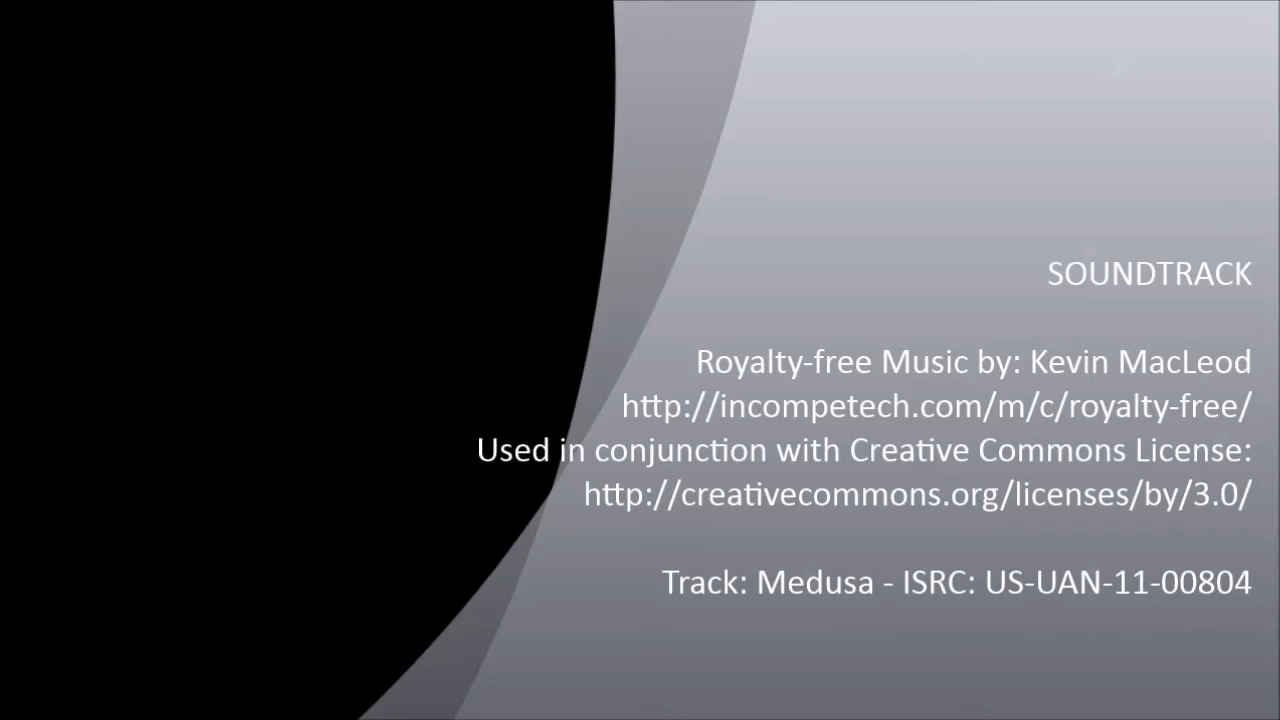 SOUNDTRACK
Royalty-free Music by: Kevin MacLeod
http://incompetech.com/m/c/royalty-free/
Used in conjunction with Creative Commons License:
http://creativecommons.org/licenses/by/3.0/
Track: Medusa - ISRC: US-UAN-11-00804